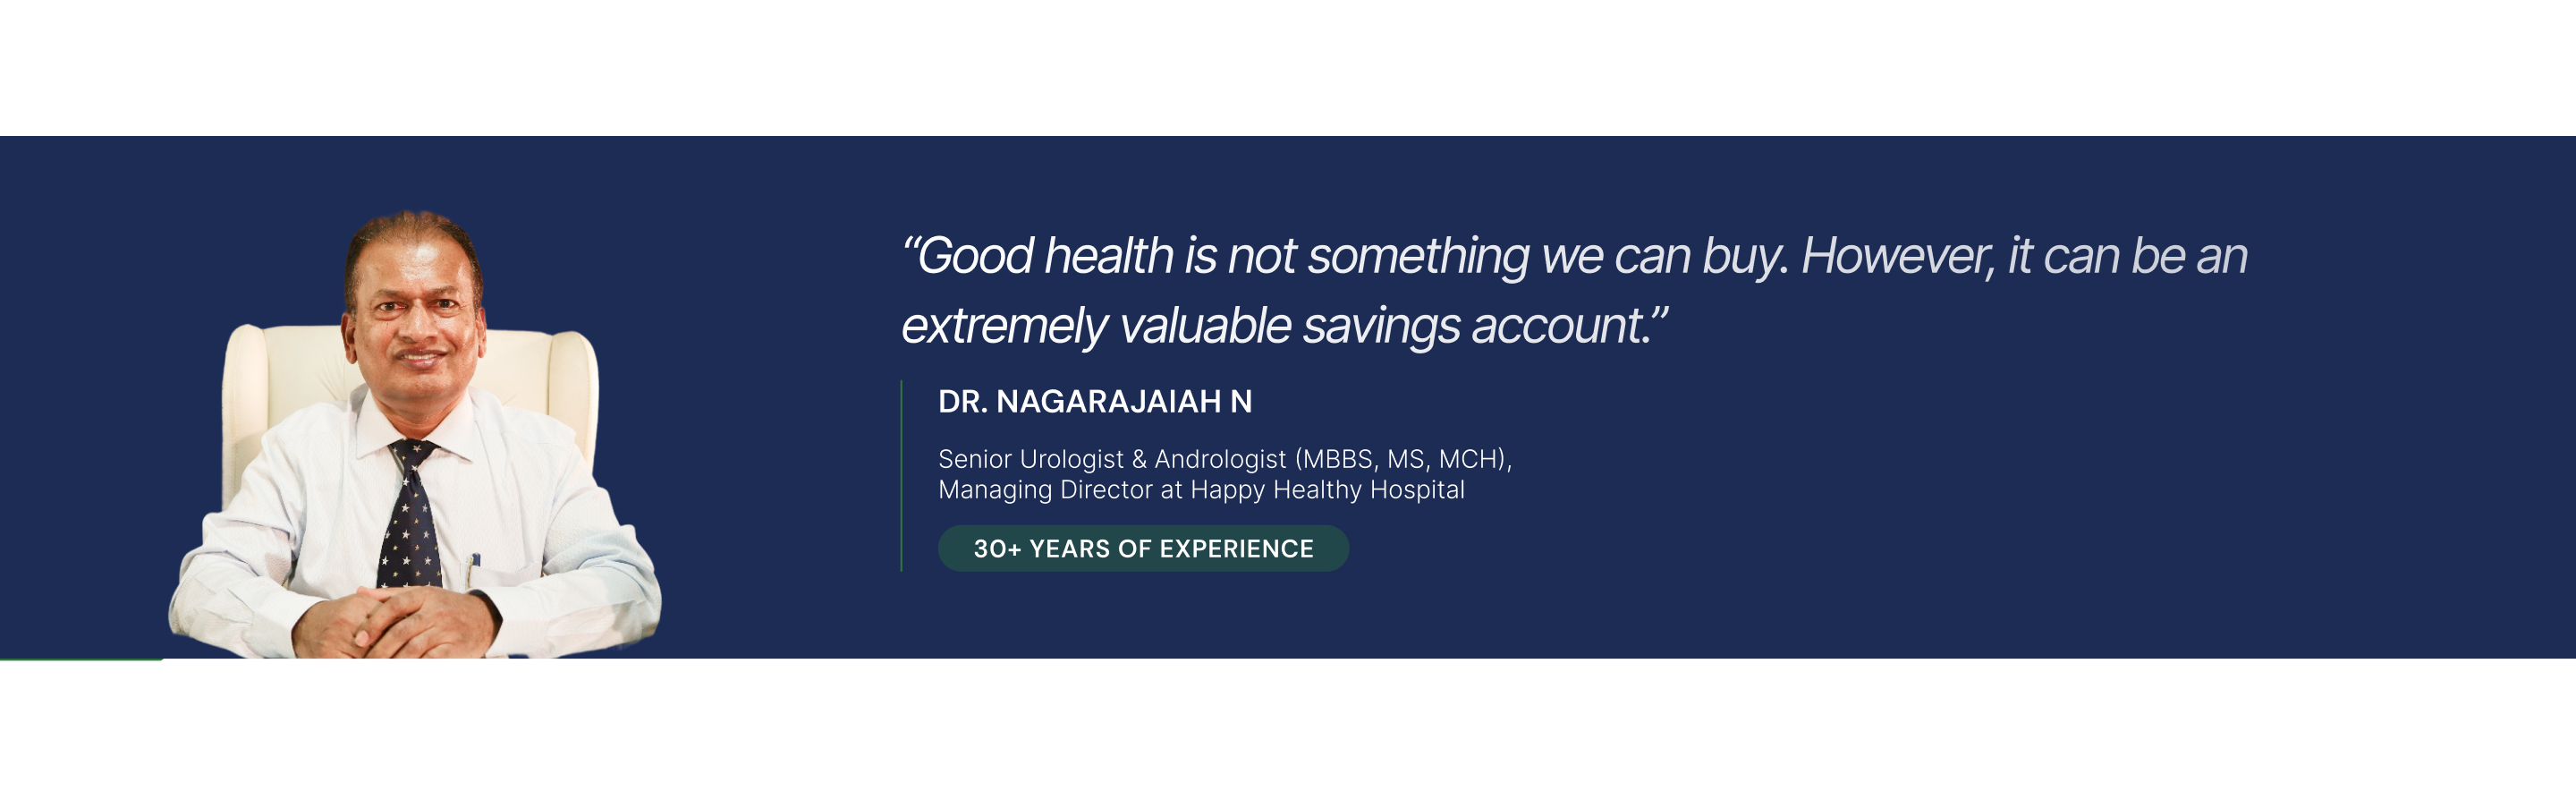 “Good health is not something we can buy. However, it can be an
extremely valuable savings account.”
DR. NAGARAJAIAH N
Senior Urologist & Andrologist (MBBS, MS, MCH),
Managing Director at Happy Healthy Hospital
30+ YEARS OF EXPERIENCE